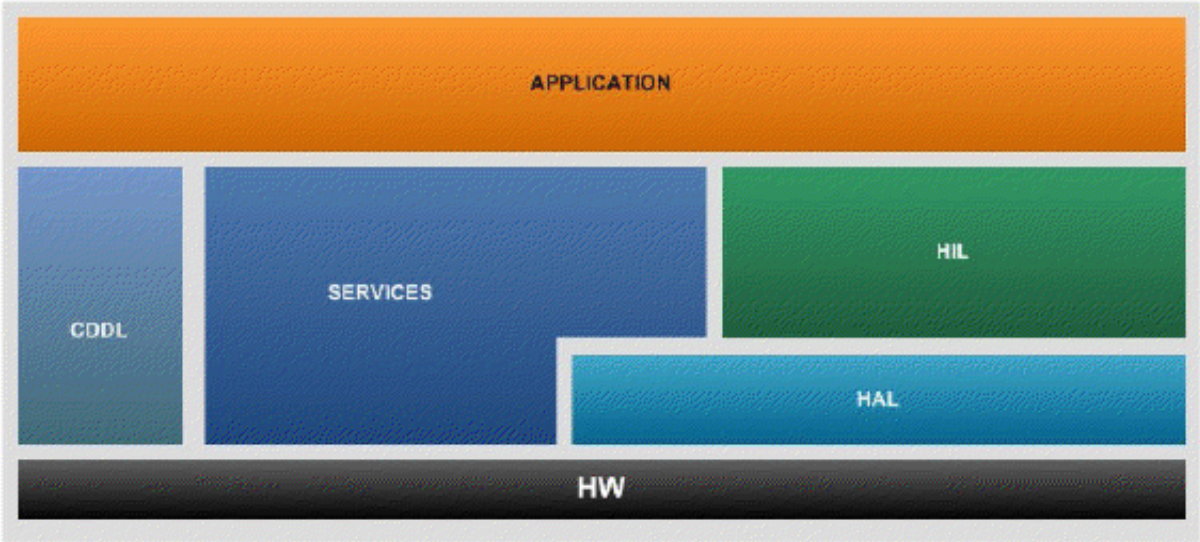 APPLICATION
HIL
SERVICES
CDDL
HAL
HW